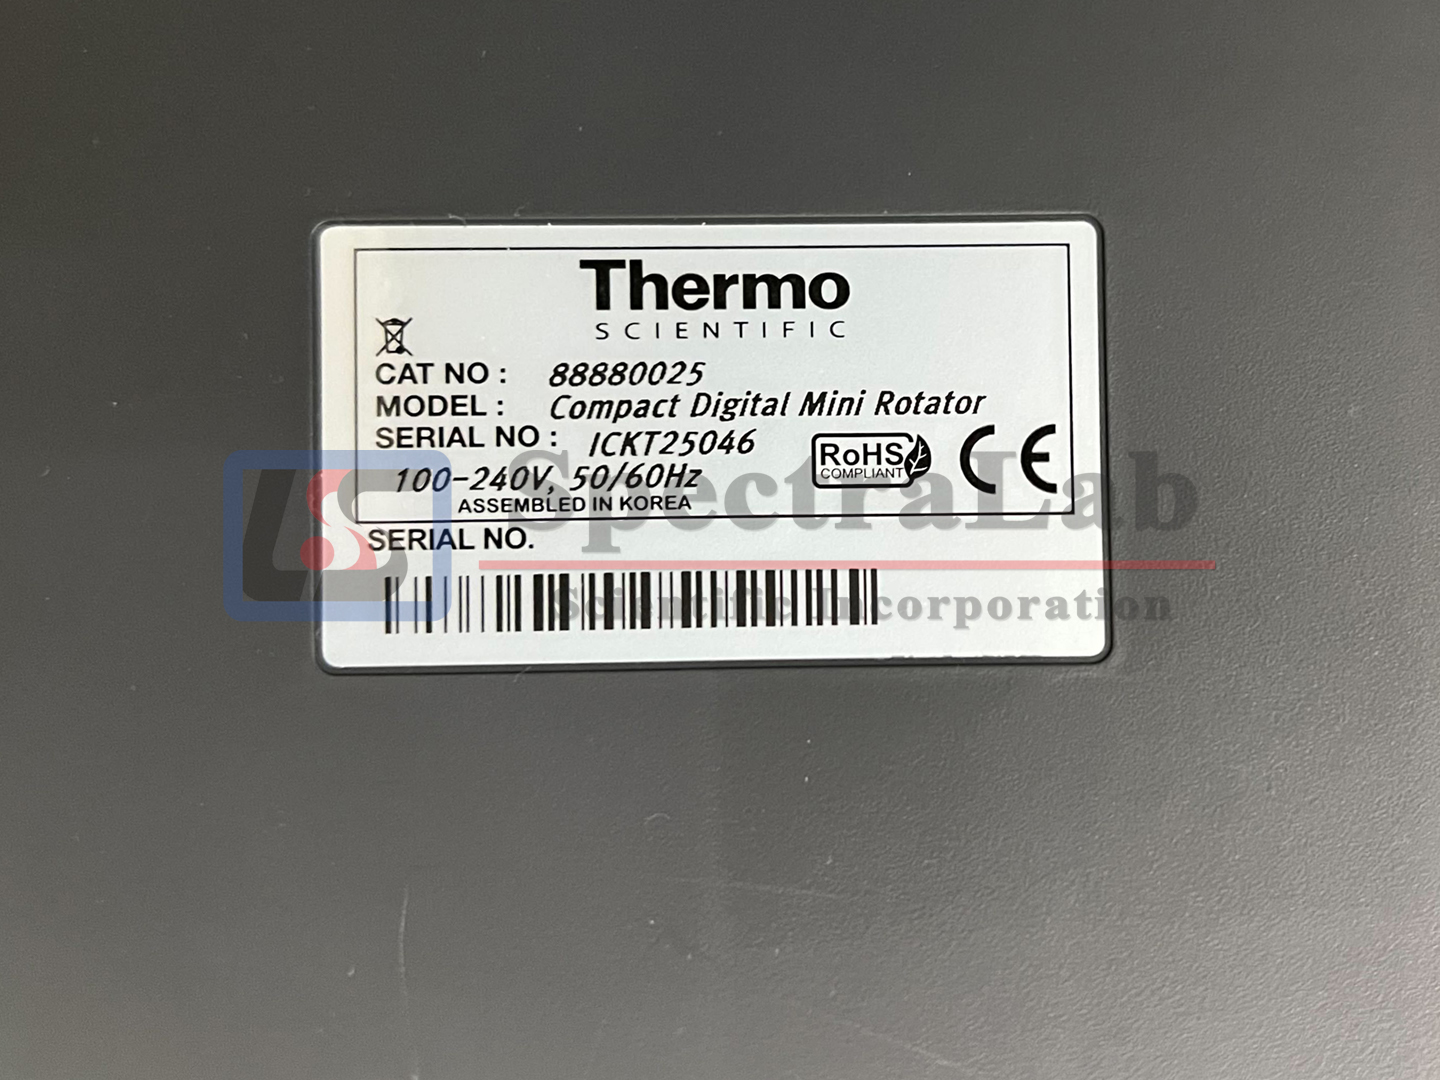 Thermo
SCIENTIFIC
CAT NO : 88880025
MODEL : Compact Digital Mini Rotator
SERIAL NO : ICKT25046
RoHS
COMPLIANT
CE
100-240V, 50/60Hz
ASSEMBLED IN KOREA
SERIAL NO.
LSS
SpectraLab
Scientific Incorporation